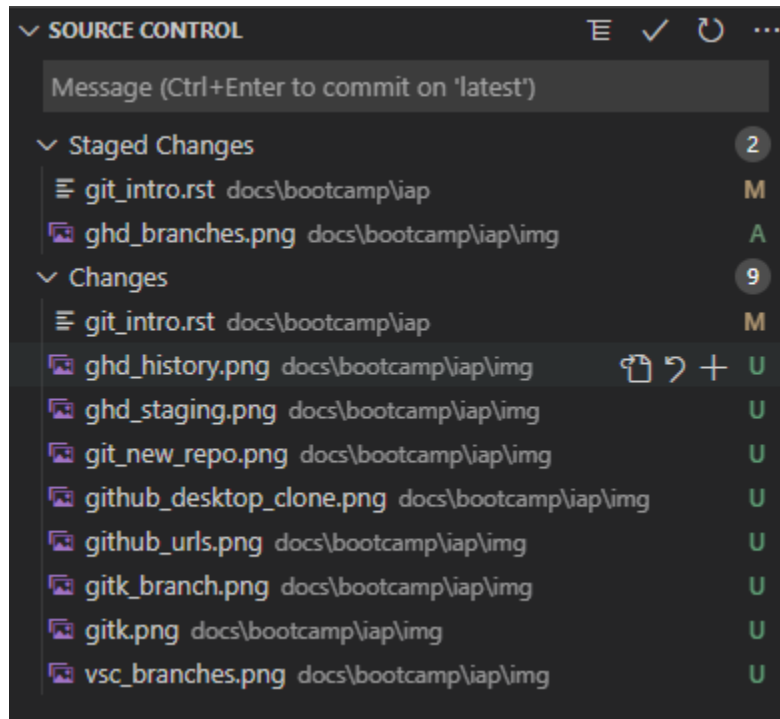 SOURCE CONTROL
Message (Ctrl+Enter to commit on 'latest')
Staged Changes 2
git_intro.rst docs\bootcamp\iap M
ghd_branches.png docs\bootcamp\iap\img A
Changes 9
git_intro.rst docs\bootcamp\iap M
ghd_history.png docs\bootcamp\iap\img U
ghd_staging.png docs\bootcamp\iap\img U
git_new_repo.png docs\bootcamp\iap\img U
github_desktop_clone.png docs\bootcamp\iap\img U
github_urls.png docs\bootcamp\iap\img U
gitk_branch.png docs\bootcamp\iap\img U
gitk.png docs\bootcamp\iap\img U
vsc_branches.png docs\bootcamp\iap\img U